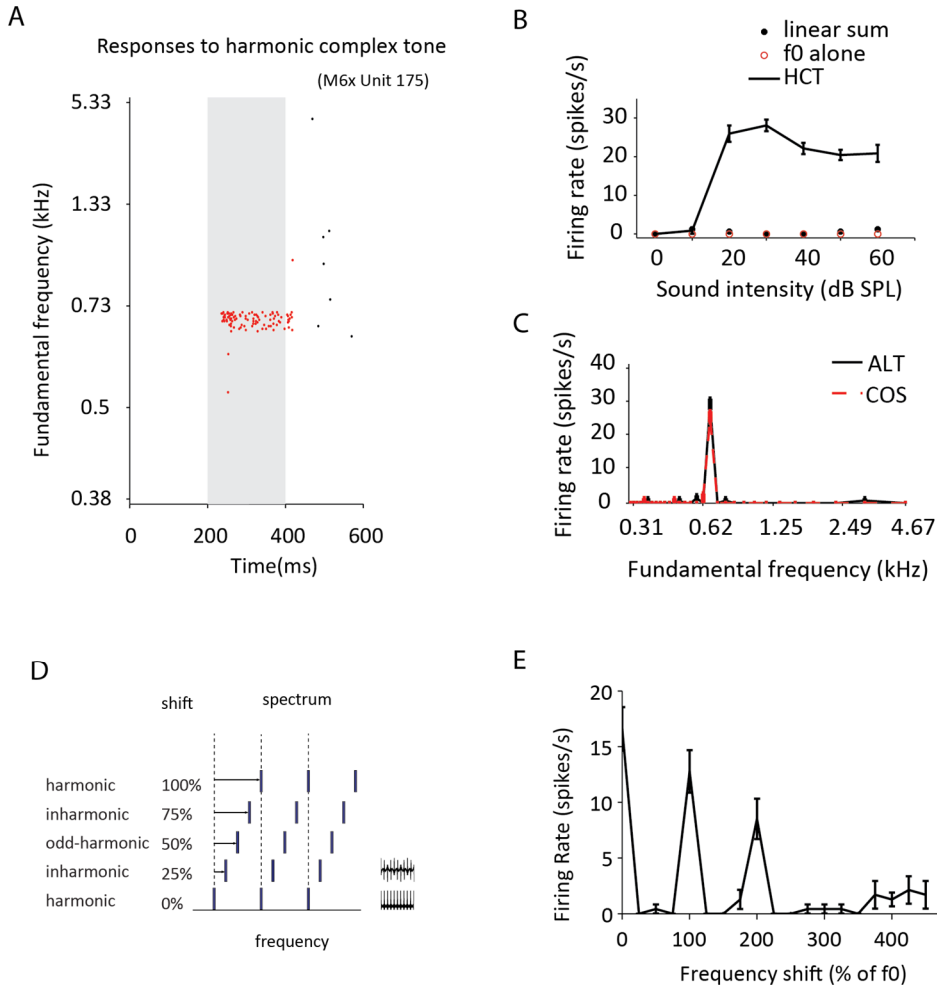 A
Responses to harmonic complex tone
(M6x Unit 175)
Fundamental frequency (kHz)
5.33
1.33
0.73
0.5
0.38
0 200 400 600
Time(ms)
B
linear sum
f0 alone
HCT
Firing rate (spikes/s)
30
20
10
0
0 20 40 60
Sound intensity (dB SPL)
C
ALT
COS
Firing rate (spikes/s)
40
30
20
10
0
0.31 0.62 1.25 2.49 4.67
Fundamental frequency (kHz)
D
shift spectrum
harmonic 100%
inharmonic 75%
odd-harmonic 50%
inharmonic 25%
harmonic 0%
frequency
E
Firing Rate (spikes/s)
20
15
10
5
0
0 100 200 300 400
Frequency shift (% of f0)